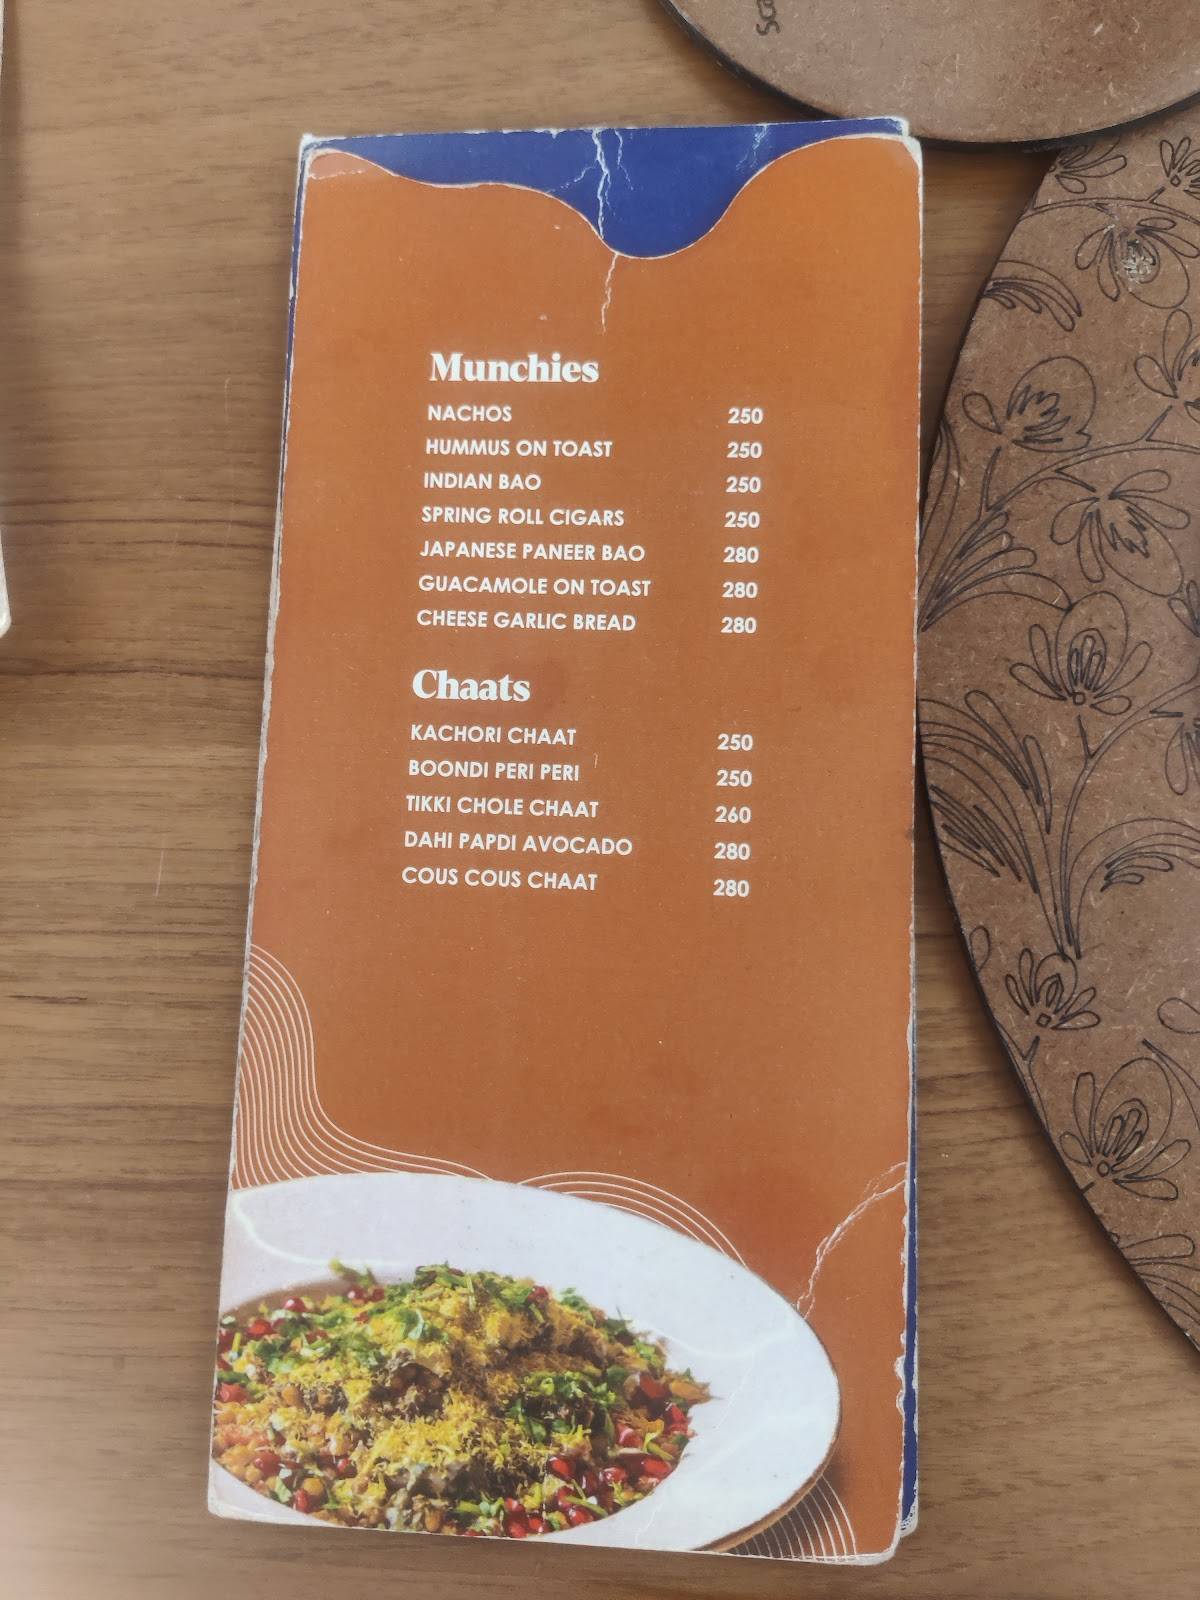 Munchies
NACHOS 250
HUMMUS ON TOAST 250
INDIAN BAO 250
SPRING ROLL CIGARS 250
JAPANESE PANEER BAO 280
GUACAMOLE ON TOAST 280
CHEESE GARLIC BREAD 280
Chaats
KACHORI CHAAT 250
BOONDI PERI PERI 250
TIKKI CHOLE CHAAT 260
DAHI PAPDI AVOCADO 280
COUS COUS CHAAT 280